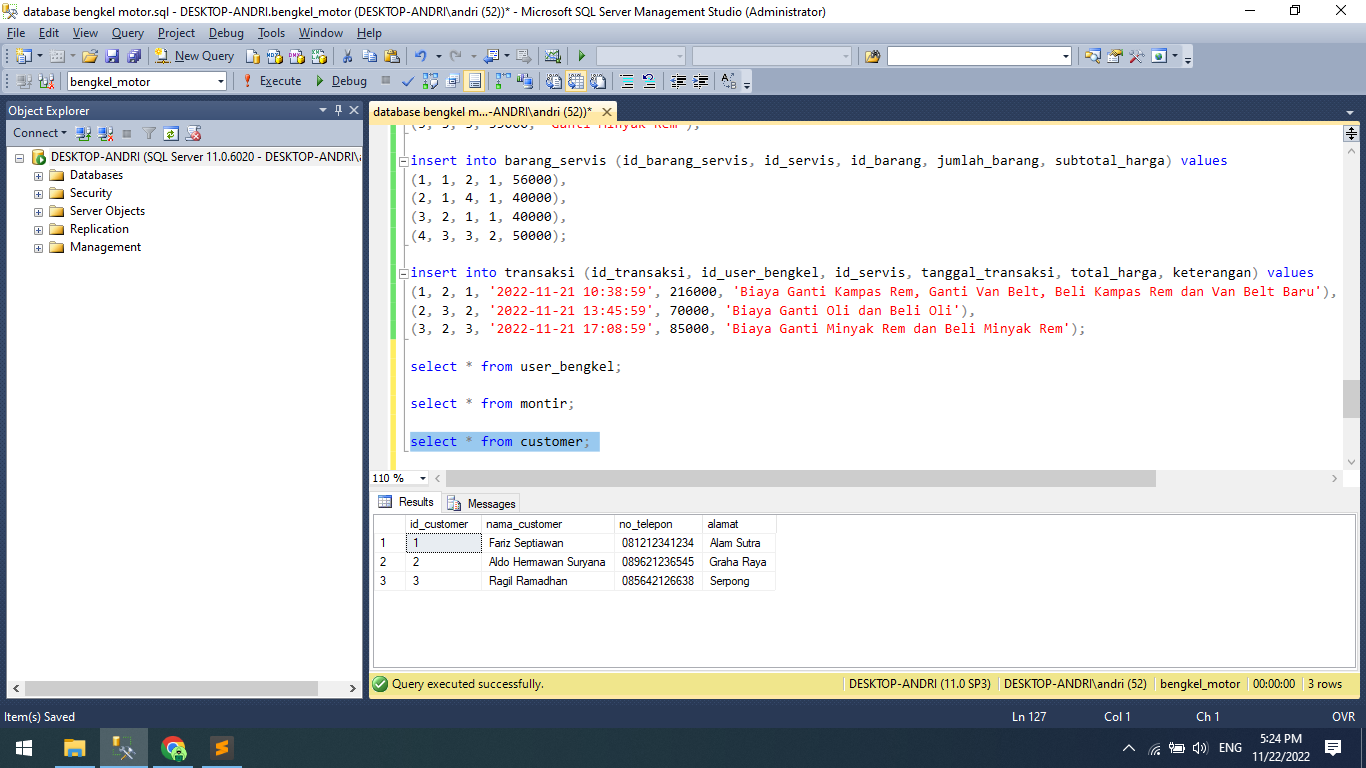 database bengkel motor.sql - DESKTOP-ANDRI.bengkel_motor (DESKTOP-ANDRI\andri (52))* - Microsoft SQL Server Management Studio (Administrator)
File Edit View Query Project Debug Tools Window Help
New Query
bengkel_motor Execute Debug
Object Explorer
Connect
DESKTOP-ANDRI (SQL Server 11.0.6020 - DESKTOP-ANDRI\
Databases
Security
Server Objects
Replication
Management
database bengkel m...-ANDRI\andri (52))*
insert into barang_servis (id_barang_servis, id_servis, id_barang, jumlah_barang, subtotal_harga) values
(1, 1, 2, 1, 56000),
(2, 1, 4, 1, 40000),
(3, 2, 1, 1, 40000),
(4, 3, 3, 2, 50000);
insert into transaksi (id_transaksi, id_user_bengkel, id_servis, tanggal_transaksi, total_harga, keterangan) values
(1, 2, 1, '2022-11-21 10:38:59', 216000, 'Biaya Ganti Kampas Rem, Ganti Van Belt, Beli Kampas Rem dan Van Belt Baru'),
(2, 3, 2, '2022-11-21 13:45:59', 70000, 'Biaya Ganti Oli dan Beli Oli'),
(3, 2, 3, '2022-11-21 17:08:59', 85000, 'Biaya Ganti Minyak Rem dan Beli Minyak Rem');
select * from user_bengkel;
select * from montir;
select * from customer;
110 %
Results Messages
id_customer nama_customer no_telepon alamat
1 1 Fariz Septiawan 081212341234 Alam Sutra
2 2 Aldo Hermawan Suryana 089621236545 Graha Raya
3 3 Ragil Ramadhan 085642126638 Serpong
Query executed successfully. DESKTOP-ANDRI (11.0 SP3) DESKTOP-ANDRI\andri (52) bengkel_motor 00:00:00 3 rows
Item(s) Saved Ln 127 Col 1 Ch 1 OVR
ENG
5:24 PM
11/22/2022